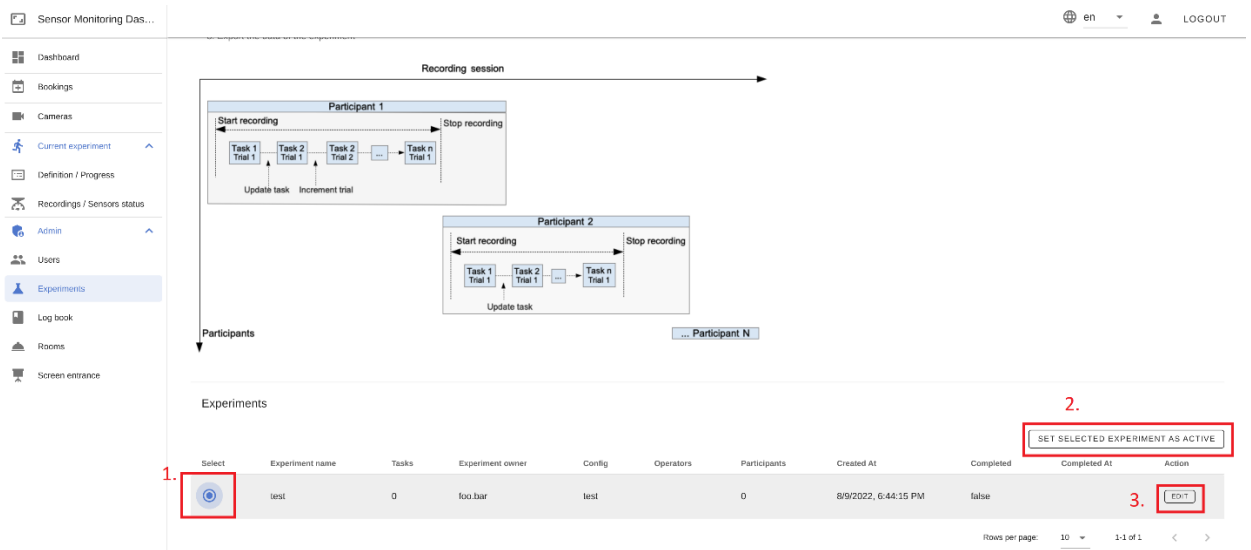 Sensor Monitoring Das...
en
LOGOUT
Dashboard
Bookings
Cameras
Current experiment
Definition / Progress
Recordings / Sensors status
Admin
Users
Experiments
Log book
Rooms
Screen entrance
Recording session
Participant 1
Start recording
Stop recording
Task 1
Trial 1
Task 2
Trial 1
Task 2
Trial 2
...
Task n
Trial 1
Update task
Increment trial
Participant 2
Start recording
Stop recording
Task 1
Trial 1
Task 2
Trial 1
...
Task n
Trial 1
Update task
Participants
... Participant N
Experiments
2.
SET SELECTED EXPERIMENT AS ACTIVE
Select Experiment name Tasks Experiment owner Config Operators Participants Created At Completed Completed At Action
1.
test 0 foo.bar test 0 8/9/2022, 6:44:15 PM false EDIT
3.
Rows per page: 10 1-1 of 1